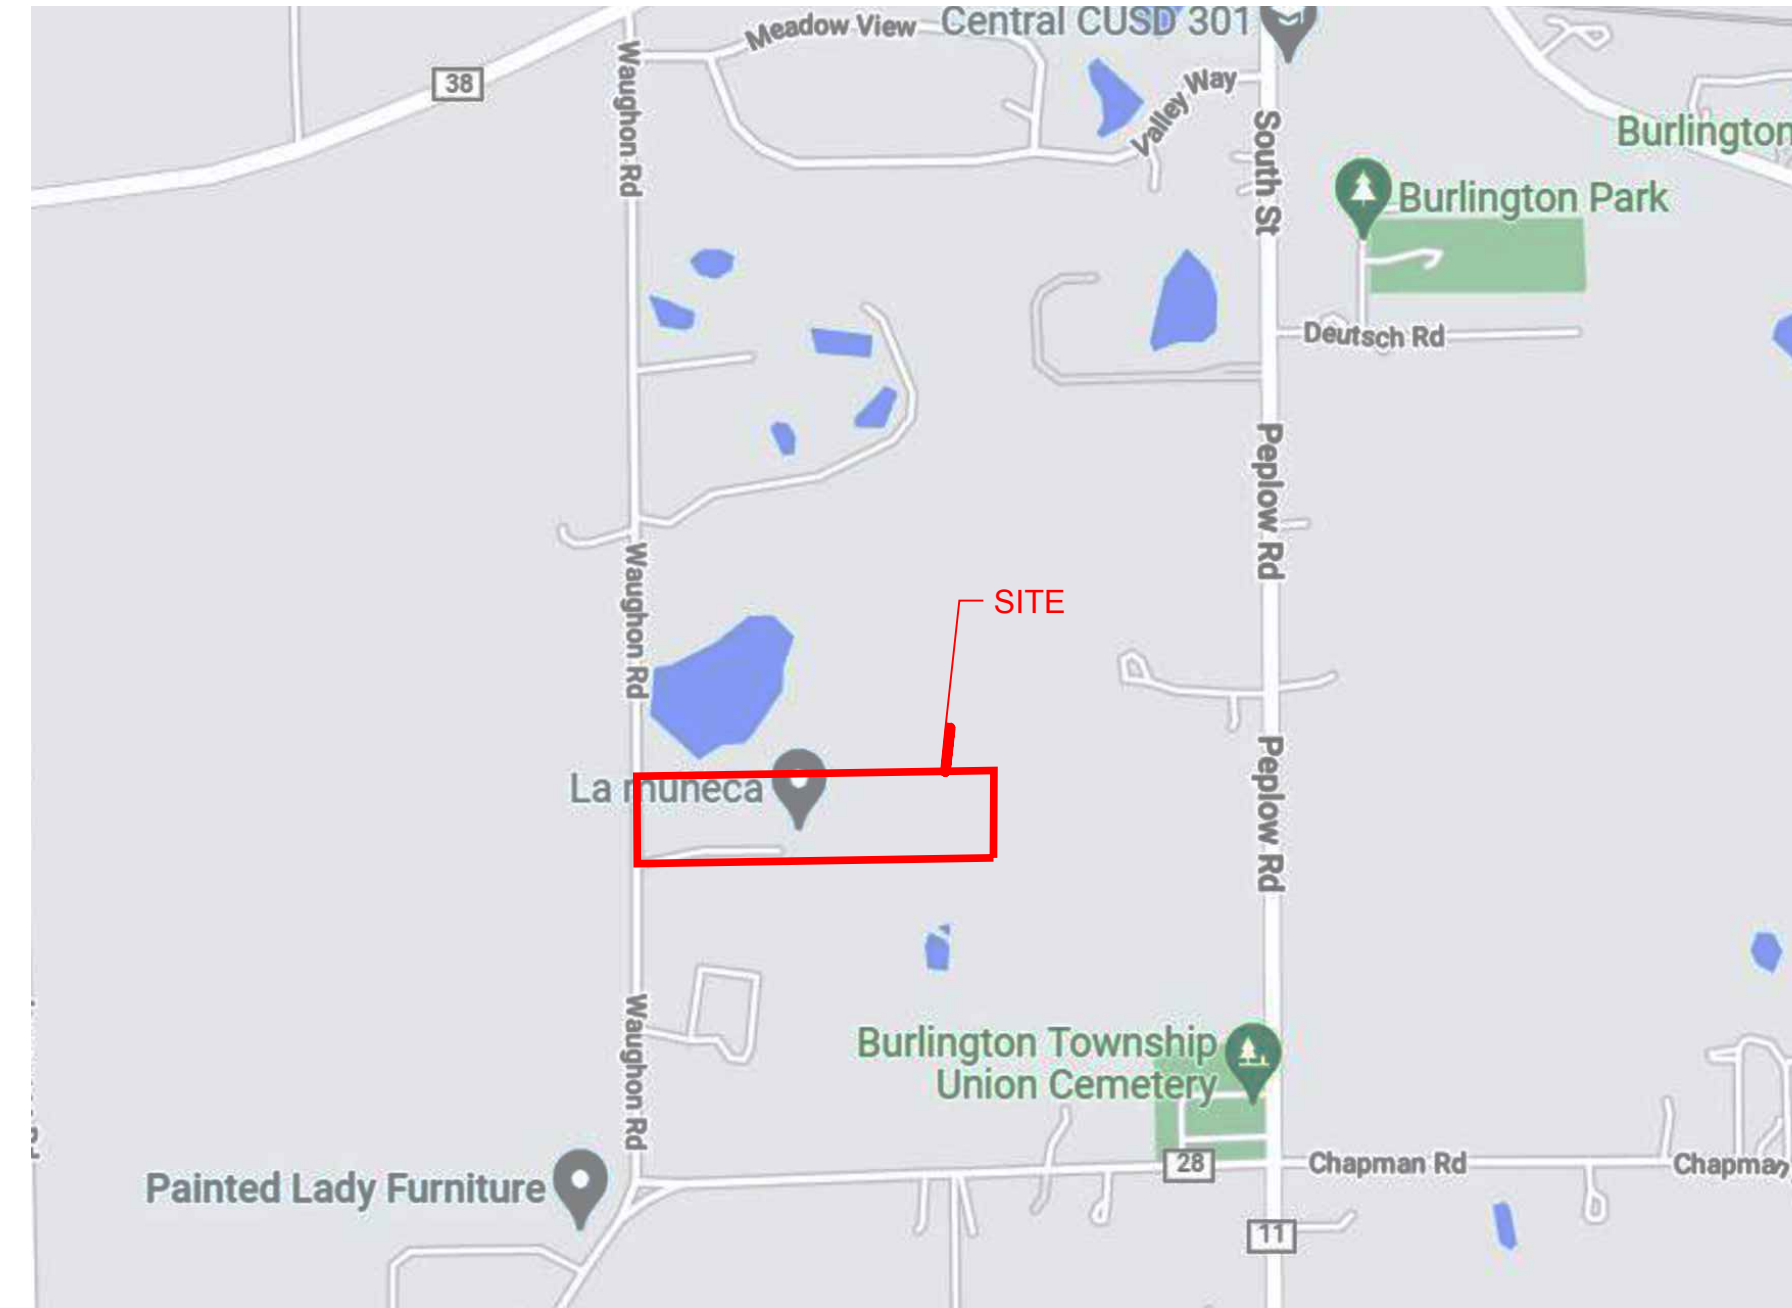 Central CUSD 301
Meadow View
38
Waughon Rd
Valley Way
South St
Burlington
Burlington Park
Deutsch Rd
Peplow Rd
Waughon Rd
SITE
La muneca
Peplow Rd
Waughon Rd
Burlington Township
Union Cemetery
28
Chapman Rd
Chapman
Painted Lady Furniture
11